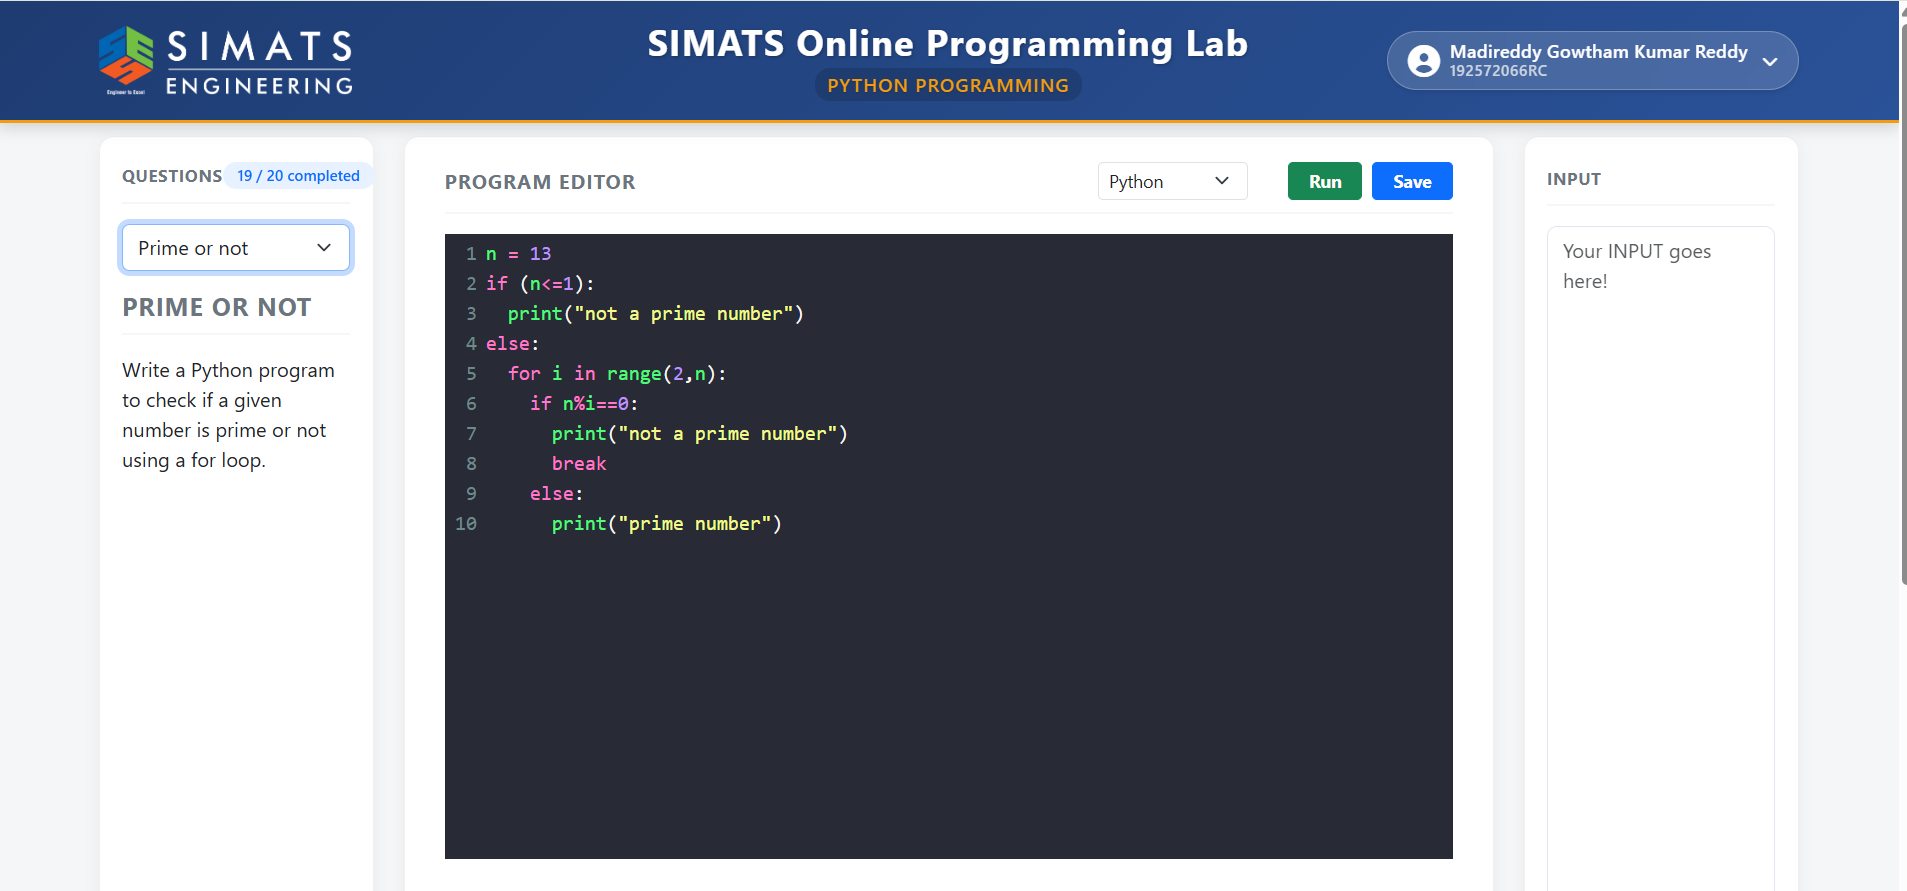 SIMATS
ENGINEERING
Engineer to Excel
SIMATS Online Programming Lab
PYTHON PROGRAMMING
Madireddy Gowtham Kumar Reddy
192572066RC
QUESTIONS 19 / 20 completed
Prime or not
PRIME OR NOT
Write a Python program
to check if a given
number is prime or not
using a for loop.
PROGRAM EDITOR
Python
Run
Save
1 n = 13
2 if (n<=1):
3   print("not a prime number")
4 else:
5   for i in range(2,n):
6     if n%i==0:
7       print("not a prime number")
8       break
9     else:
10       print("prime number")
INPUT
Your INPUT goes
here!